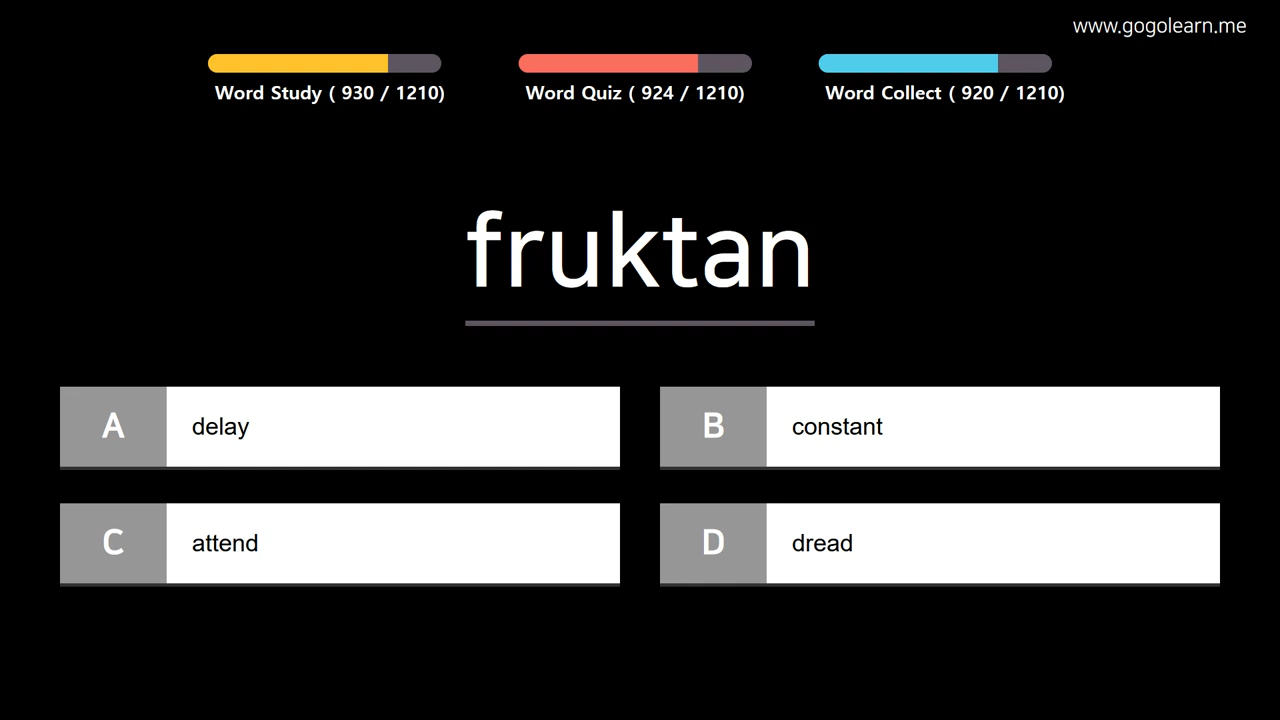 www.gogolearn.me
Word Study ( 930 / 1210)
Word Quiz ( 924 / 1210)
Word Collect ( 920 / 1210)
fruktan
A delay
B constant
C attend
D dread